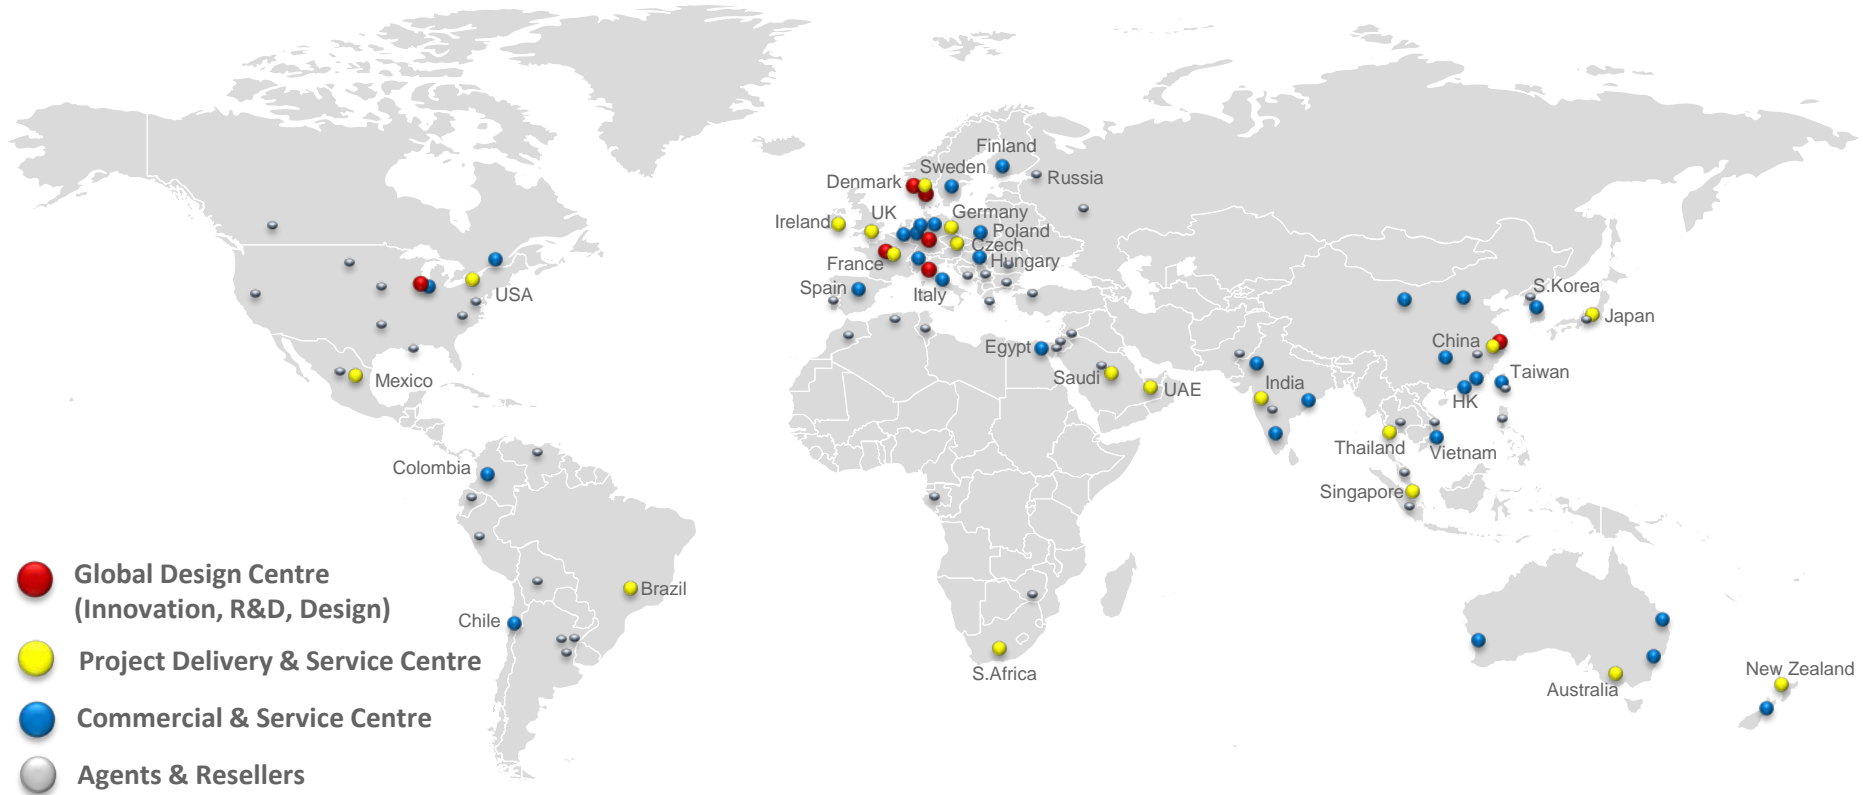 Finland
Sweden
Denmark
Russia
Ireland
UK
Germany
Poland
Czech
Hungary
France
Spain
Italy
USA
S.Korea
Japan
China
Egypt
Saudi
UAE
India
Taiwan
HK
Mexico
Thailand
Vietnam
Colombia
Singapore
Global Design Centre
(Innovation, R&D, Design)
Brazil
Chile
Project Delivery & Service Centre
S.Africa
New Zealand
Australia
Commercial & Service Centre
Agents & Resellers